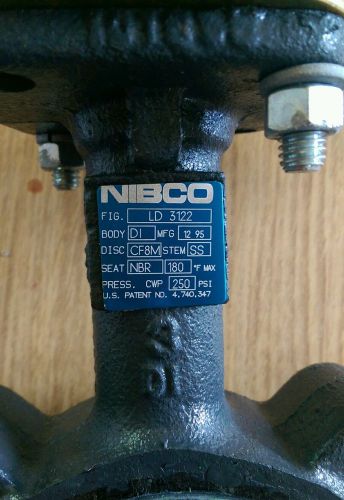 NIBCO
FIG. LD 3122
BODY DI MFG 12 95
DISC CF8M STEM SS
SEAT NBR 180 °F MAX
PRESS. CWP 250 PSI
U.S. PATENT NO. 4,740,347